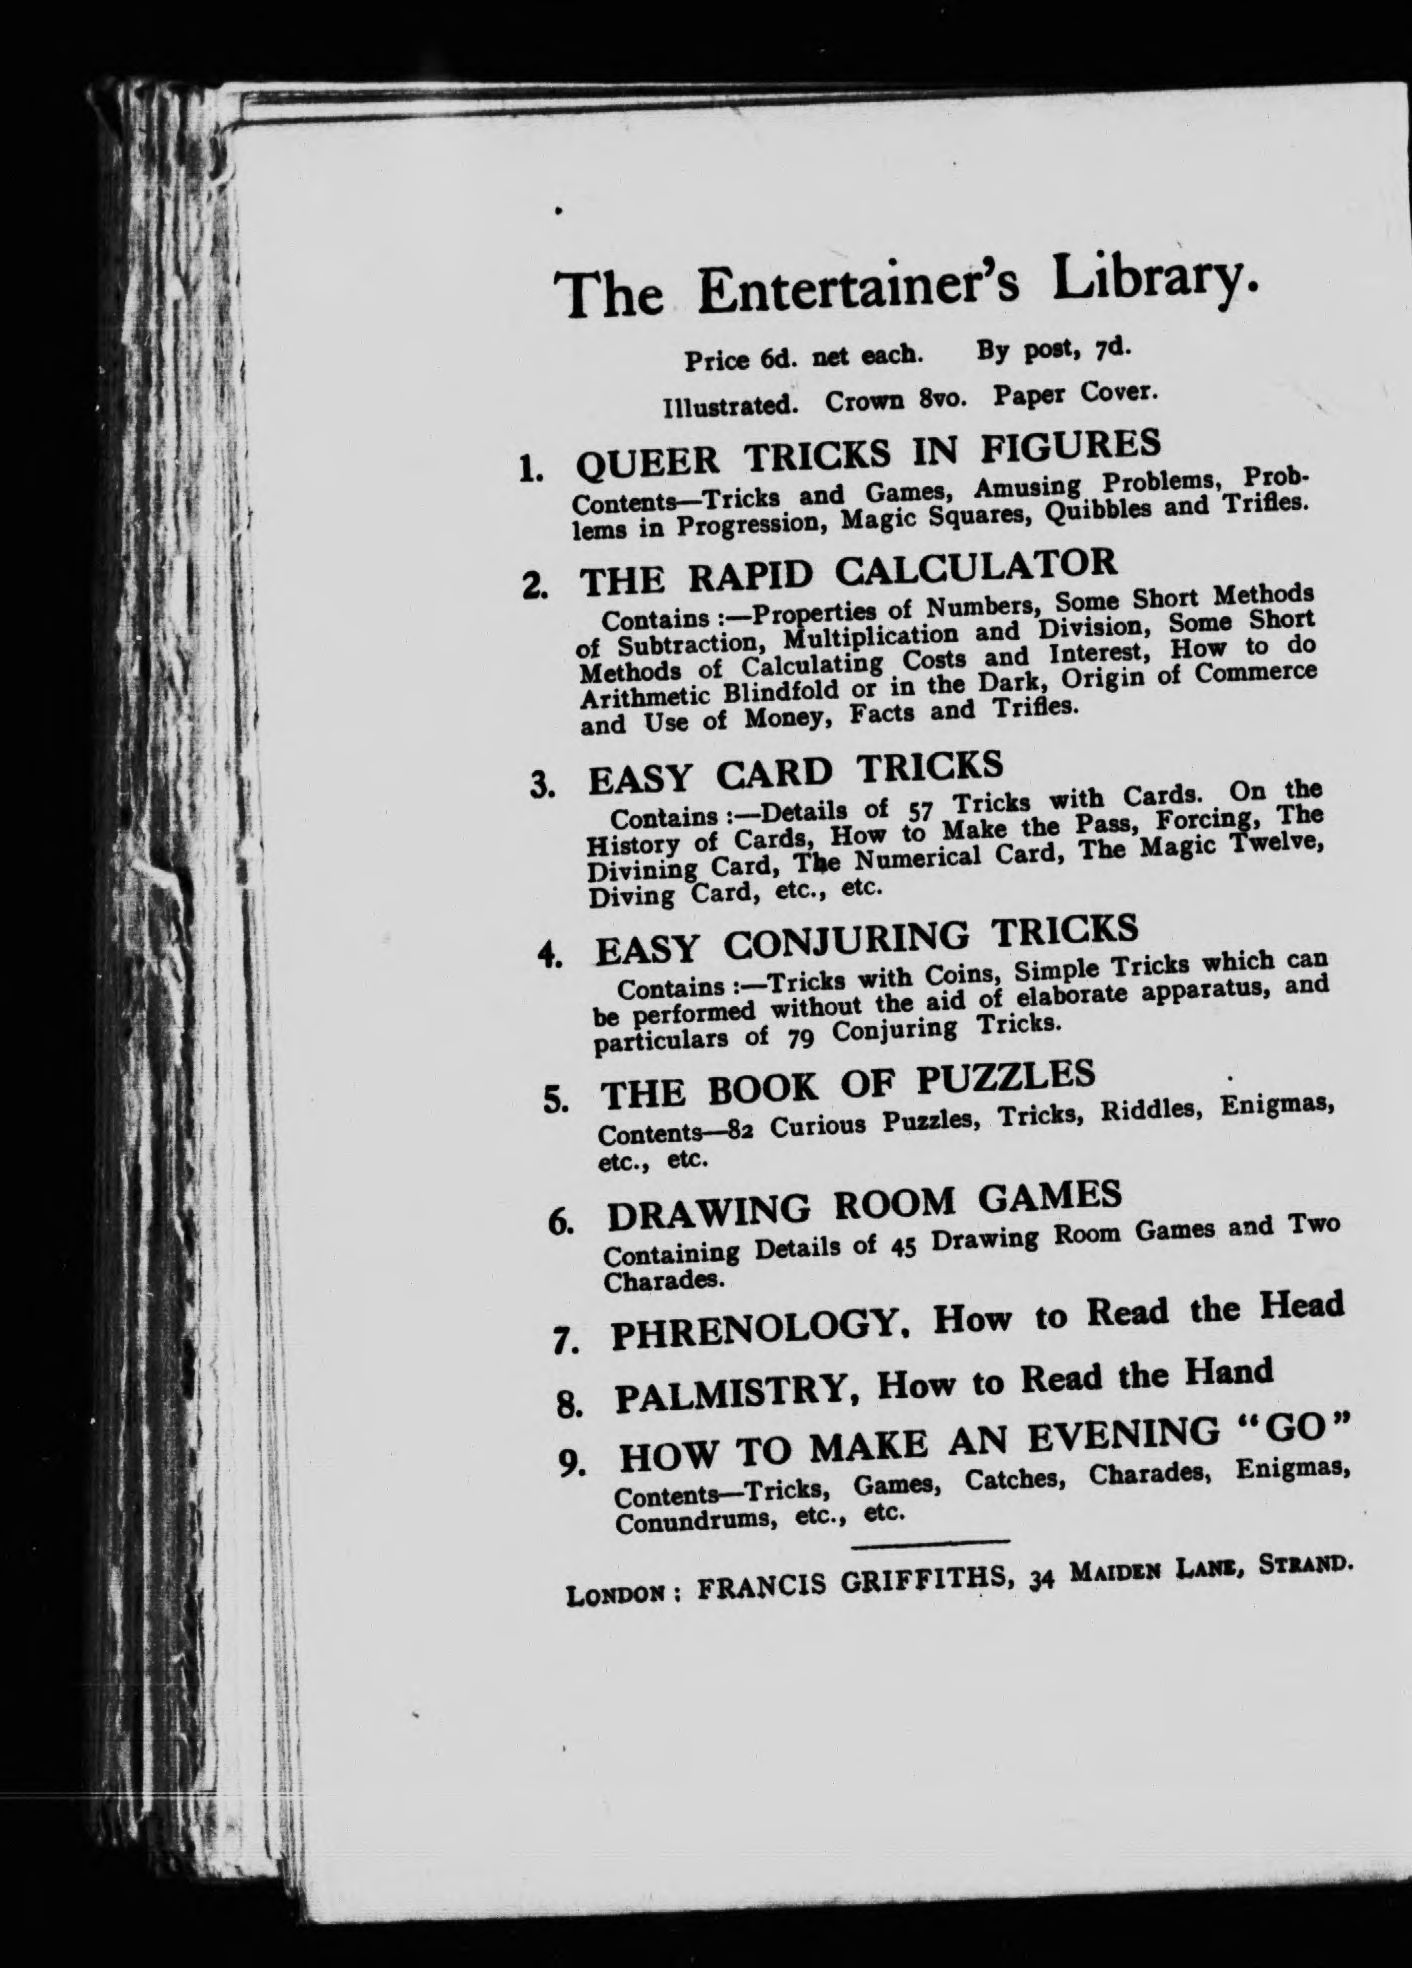 The Entertainer's Library.
Price 6d. net each. By post, 7d.
Illustrated. Crown 8vo. Paper Cover.
1. QUEER TRICKS IN FIGURES
Contents—Tricks and Games, Amusing Problems, Prob-
lems in Progression, Magic Squares, Quibbles and Trifles.
2. THE RAPID CALCULATOR
Contains :—Properties of Numbers, Some Short Methods
of Subtraction, Multiplication and Division, Some Short
Methods of Calculating Costs and Interest, How to do
Arithmetic Blindfold or in the Dark, Origin of Commerce
and Use of Money, Facts and Trifles.
3. EASY CARD TRICKS
Contains :—Details of 57 Tricks with Cards. On the
History of Cards, How to Make the Pass, Forcing, The
Divining Card, The Numerical Card, The Magic Twelve,
Diving Card, etc., etc.
4. EASY CONJURING TRICKS
Contains :—Tricks with Coins, Simple Tricks which can
be performed without the aid of elaborate apparatus, and
particulars of 79 Conjuring Tricks.
5. THE BOOK OF PUZZLES
Contents—82 Curious Puzzles, Tricks, Riddles, Enigmas,
etc., etc.
6. DRAWING ROOM GAMES
Containing Details of 45 Drawing Room Games and Two
Charades.
7. PHRENOLOGY, How to Read the Head
8. PALMISTRY, How to Read the Hand
9. HOW TO MAKE AN EVENING "GO"
Contents—Tricks, Games, Catches, Charades, Enigmas,
Conundrums, etc., etc.
LONDON : FRANCIS GRIFFITHS, 34 MAIDEN LANE, STRAND.